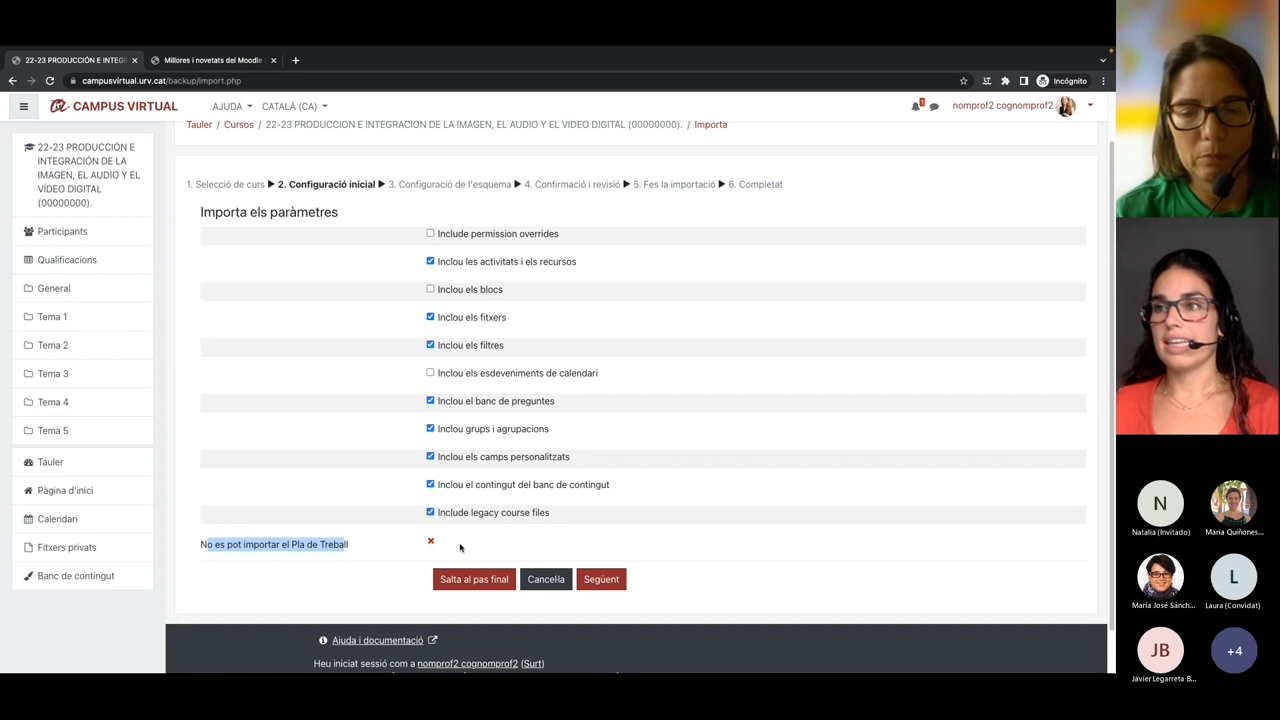 22-23 PRODUCCIÓN E INTEGR
Millores i novetats del Moodle
campusvirtual.urv.cat/backup/import.php
Incógnito
CAMPUS VIRTUAL
AJUDA
CATALÀ (CA)
1
nomprof2 cognomprof2
Tauler / Cursos / 22-23 PRODUCCIÓN E INTEGRACIÓN DE LA IMAGEN, EL AUDIO Y EL VÍDEO DIGITAL (00000000). / Importa
22-23 PRODUCCIÓN E
INTEGRACIÓN DE LA
IMAGEN, EL AUDIO Y EL
VÍDEO DIGITAL
(00000000).
Participants
Qualificacions
General
Tema 1
Tema 2
Tema 3
Tema 4
Tema 5
Tauler
Pàgina d'inici
Calendari
Fitxers privats
Banc de contingut
1. Selecció de curs ► 2. Configuració inicial ► 3. Configuració de l'esquema ► 4. Confirmació i revisió ► 5. Fes la importació ► 6. Completat
Importa els paràmetres
Include permission overrides
Inclou les activitats i els recursos
Inclou els blocs
Inclou els fitxers
Inclou els filtres
Inclou els esdeveniments de calendari
Inclou el banc de preguntes
Inclou grups i agrupacions
Inclou els camps personalitzats
Inclou el contingut del banc de contingut
Include legacy course files
No es pot importar el Pla de Treball
Salta al pas final
Cancel·la
Següent
Ajuda i documentació
Heu iniciat sessió com a nomprof2 cognomprof2 (Surt)
N
Natalia (Invitado)
Maria Quiñones...
María José Sánch...
L
Laura (Convidat)
JB
Javier Legarreta B...
+4